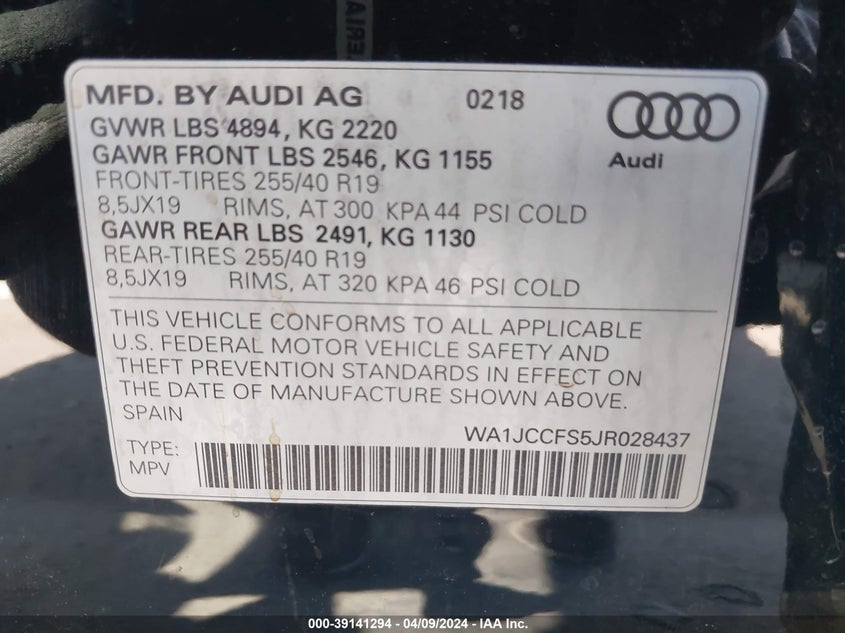 MFD. BY AUDI AG 0218
GVWR LBS 4894, KG 2220
GAWR FRONT LBS 2546, KG 1155
Audi
FRONT-TIRES 255/40 R19
8,5JX19 RIMS, AT 300 KPA 44 PSI COLD
GAWR REAR LBS 2491, KG 1130
REAR-TIRES 255/40 R19
8,5JX19 RIMS, AT 320 KPA 46 PSI COLD
THIS VEHICLE CONFORMS TO ALL APPLICABLE
U.S. FEDERAL MOTOR VEHICLE SAFETY AND
THEFT PREVENTION STANDARDS IN EFFECT ON
THE DATE OF MANUFACTURE SHOWN ABOVE.
SPAIN
WA1JCCFS5JR028437
TYPE:
MPV
000-39141294 - 04/09/2024 - IAA Inc.